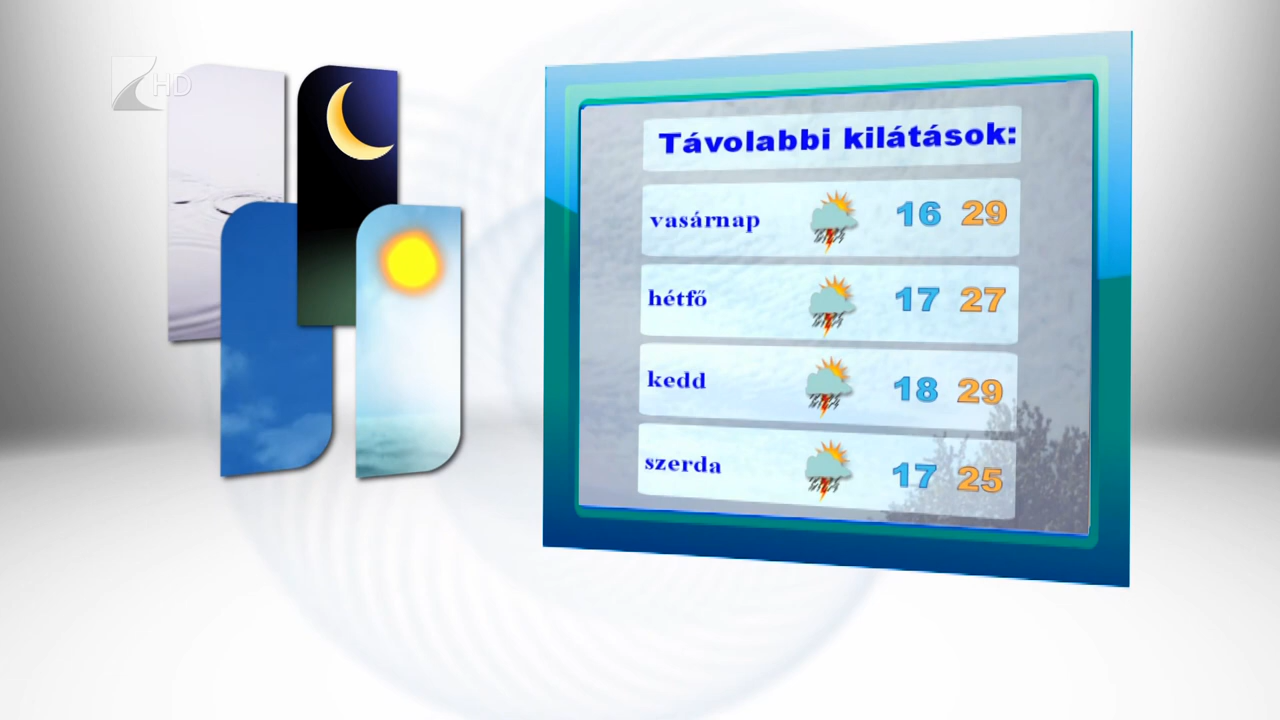 HD
Távolabbi kilátások:
vasárnap 16 29
hétfő 17 27
kedd 18 29
szerda 17 25